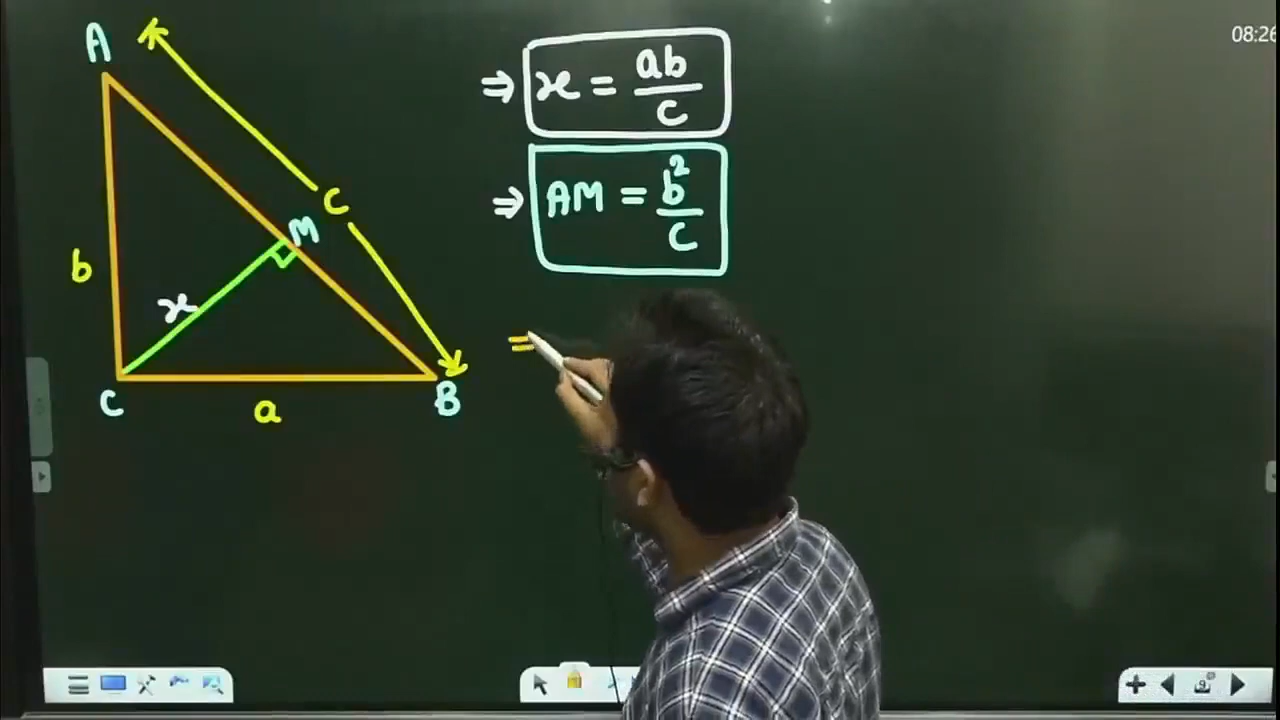 A
C
M
b
x
C
a
B
⇒ x = ab/c
⇒ AM = b²/c
=
08:26